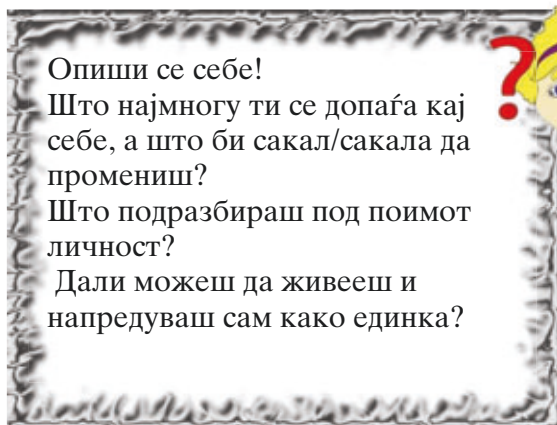 Опиши се себе!
Што најмногу ти се допаѓа кај
себе, а што би сакал/сакала да
промениш?
Што подразбираш под поимот
личност?
Дали можеш да живееш и
напредуваш сам како единка?
?